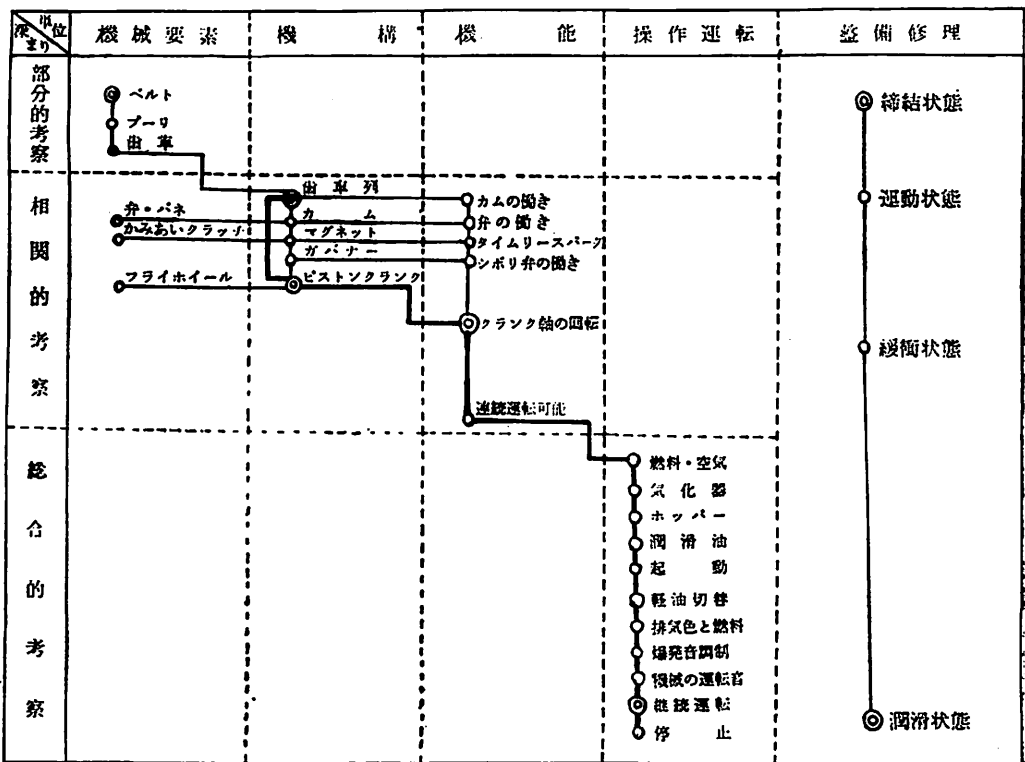 単位
深まり
機械要素
機構
機能
操作運転
整備修理
部分的考察
ベルト
プーリ
歯車
締結状態
相関的考察
歯車列
カムの働き
運動状態
弁・バネ
カム
弁の働き
かみあいクラッチ
マグネット
タイムリースパーク
ガバナー
シボリ弁の働き
フライホイール
ピストンクランク
クランク軸の回転
緩衝状態
連続運転可能
総合的考察
燃料・空気
気化器
ホッパー
潤滑油
起動
軽油切替
排気色と燃料
爆発音調制
機械の運転音
継続運転
停止
潤滑状態